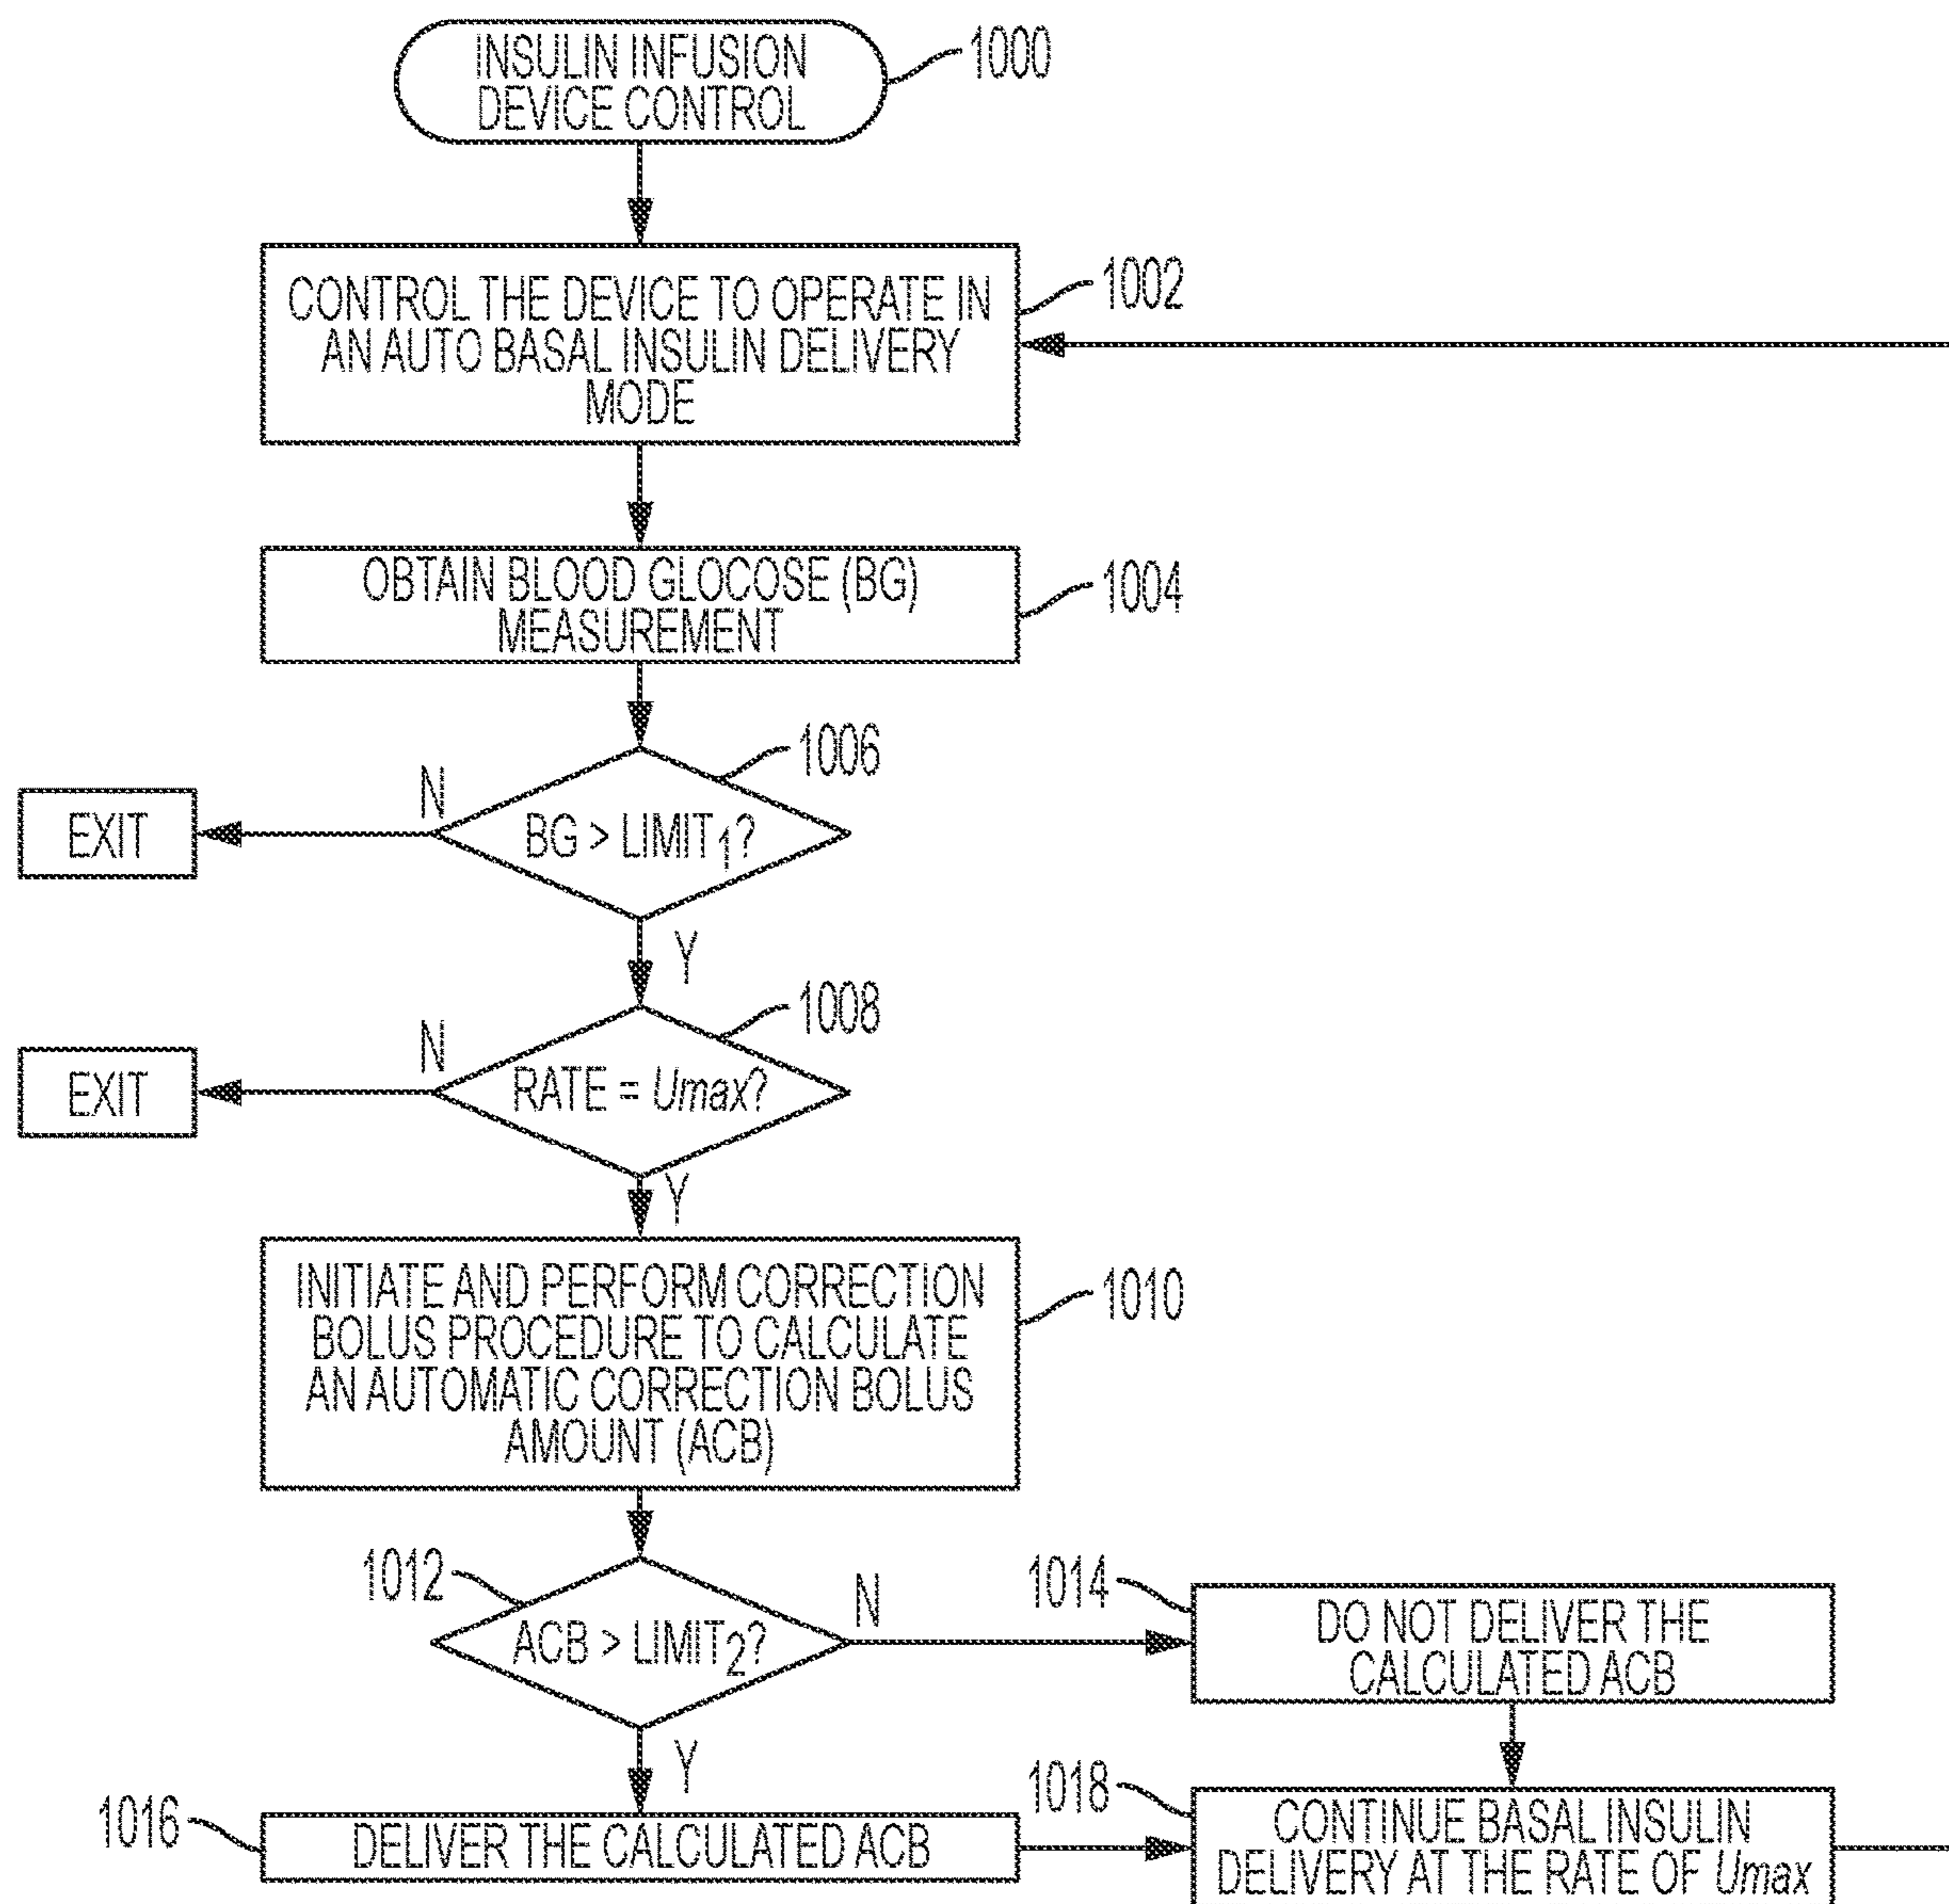 INSULIN INFUSION
DEVICE CONTROL
1000
CONTROL THE DEVICE TO OPERATE IN
AN AUTO BASAL INSULIN DELIVERY
MODE
1002
OBTAIN BLOOD GLOCOSE (BG)
MEASUREMENT
1004
1006
N
EXIT
BG > LIMIT1?
Y
1008
N
EXIT
RATE = Umax?
Y
INITIATE AND PERFORM CORRECTION
BOLUS PROCEDURE TO CALCULATE
AN AUTOMATIC CORRECTION BOLUS
AMOUNT (ACB)
1010
1012
ACB > LIMIT2?
N
1014
DO NOT DELIVER THE
CALCULATED ACB
Y
1016
DELIVER THE CALCULATED ACB
1018
CONTINUE BASAL INSULIN
DELIVERY AT THE RATE OF Umax